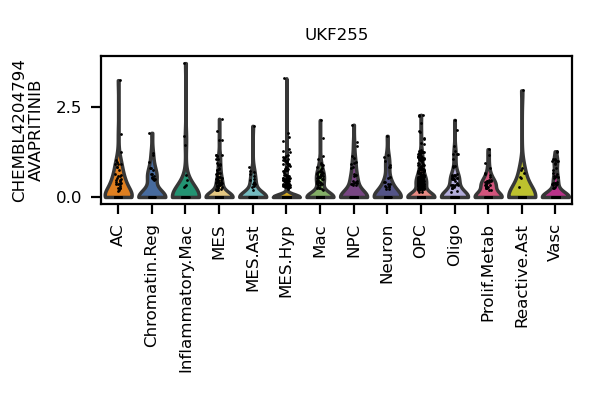 UKF255
CHEMBL4204794
AVAPRITINIB
2.5
0.0
AC
Chromatin.Reg
Inflammatory.Mac
MES
MES.Ast
MES.Hyp
Mac
NPC
Neuron
OPC
Oligo
Prolif.Metab
Reactive.Ast
Vasc